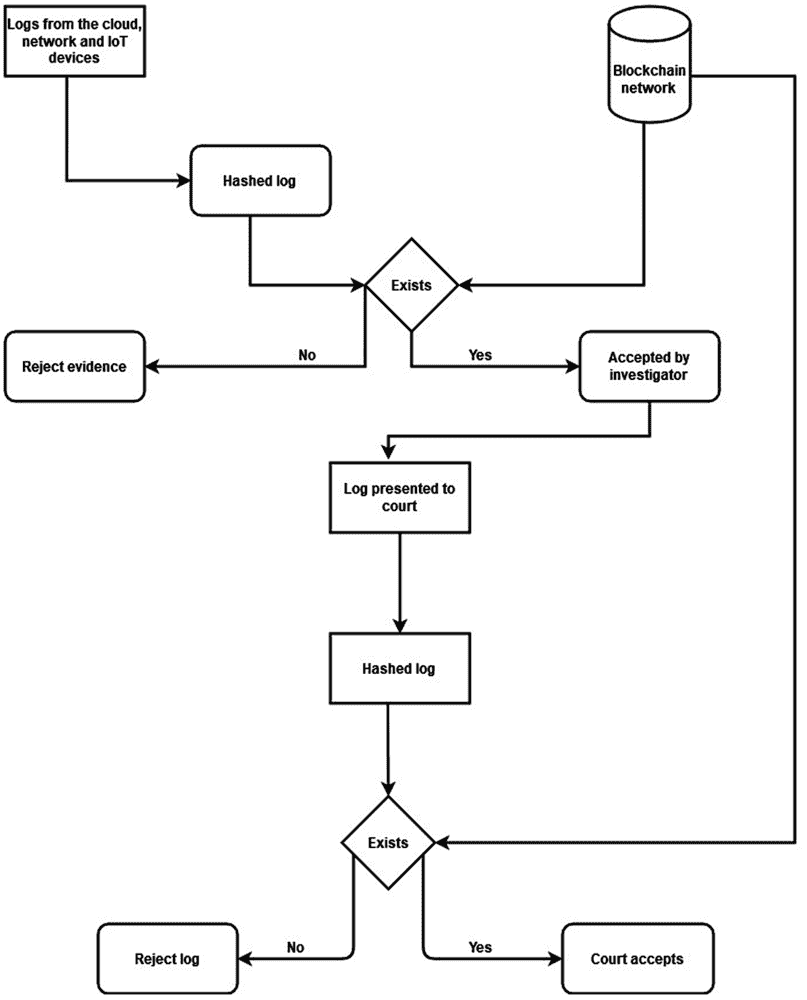 Logs from the cloud,
network and IoT
devices
Blockchain
network
Hashed log
Exists
No
Yes
Reject evidence
Accepted by
investigator
Log presented to
court
Hashed log
Exists
No
Yes
Reject log
Court accepts